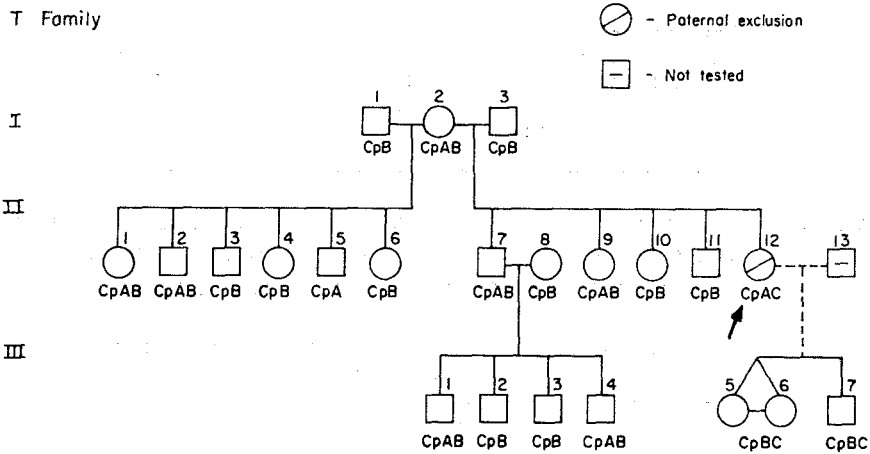 T Family
- Paternal exclusion
- Not tested
I
1 2 3
CpB CpAB CpB
II
1 2 3 4 5 6 7 8 9 10 11 12 13
CpAB CpAB CpB CpB CpA CpB CpAB CpB CpAB CpB CpB CpAC
III
1 2 3 4 5 6 7
CpAB CpB CpB CpAB CpBC CpBC